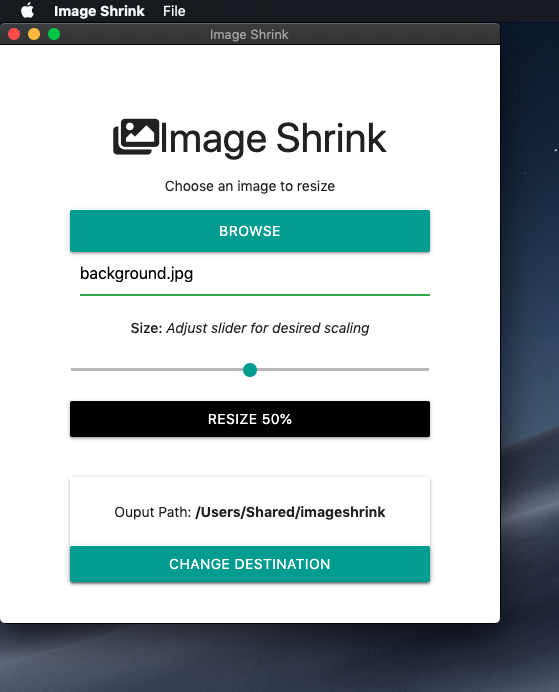 Image Shrink File
Image Shrink
Image Shrink
Choose an image to resize
BROWSE
background.jpg
Size: Adjust slider for desired scaling
RESIZE 50%
Ouput Path: /Users/Shared/imageshrink
CHANGE DESTINATION